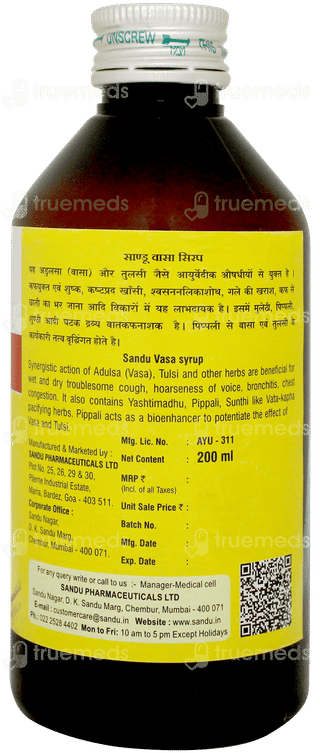 UNSCREW
truemeds
साण्डू वासा सिरप
यह अडूलसा (वासा) और तुलसी जैसे आयुर्वेदीक औषधीयों से युक्त है।
कफयुक्त एवं शुष्क, कष्टप्रद खाँसी, श्वसननलिकाशोथ, गले की खराश, कफ से
छाती का भर जाना आदि विकारों में यह लाभदायक है। इसमें मुलेठी, पिप्पली,
शुण्ठी आदी घटक द्रव्य वातकफनाशक है। पिप्पली से वासा एवं तुलसी के
कार्यकारी तत्व वृद्धिंगत होते है।
Sandu Vasa syrup
Synergistic action of Adulsa (Vasa), Tulsi and other herbs are beneficial for
wet and dry troublesome cough, hoarseness of voice, bronchitis, chest
congestion. It also contains Yashtimadhu, Pippali, Sunthi like Vata-kapha
pacifying herbs. Pippali acts as a bioenhancer to potentiate the effect of
Vasa and Tulsi.
Manufactured & Marketed by :
SANDU PHARMACEUTICALS LTD
Plot No. 25, 26, 29 & 30,
Pilerne Industrial Estate,
Marra, Bardez, Goa - 403 511.
Corporate Office :
Sandu Nagar,
D. K. Sandu Marg,
Chembur, Mumbai - 400 071.
Mfg. Lic. No. : AYU - 311
Net Content : 200 ml
MRP ₹ :
(Incl. of all Taxes)
Unit Sale Price ₹ :
Batch No. :
Mfg. Date :
Exp. Date :
For any query write or call to us :- Manager-Medical cell
SANDU PHARMACEUTICALS LTD
Sandu Nagar, D. K. Sandu Marg, Chembur, Mumbai - 400 071
E-mail : customercare@sandu.in Website : www.sandu.in
Ph.: 022 2528 4402 Mon to Fri: 10 am to 5 pm Except Holidays